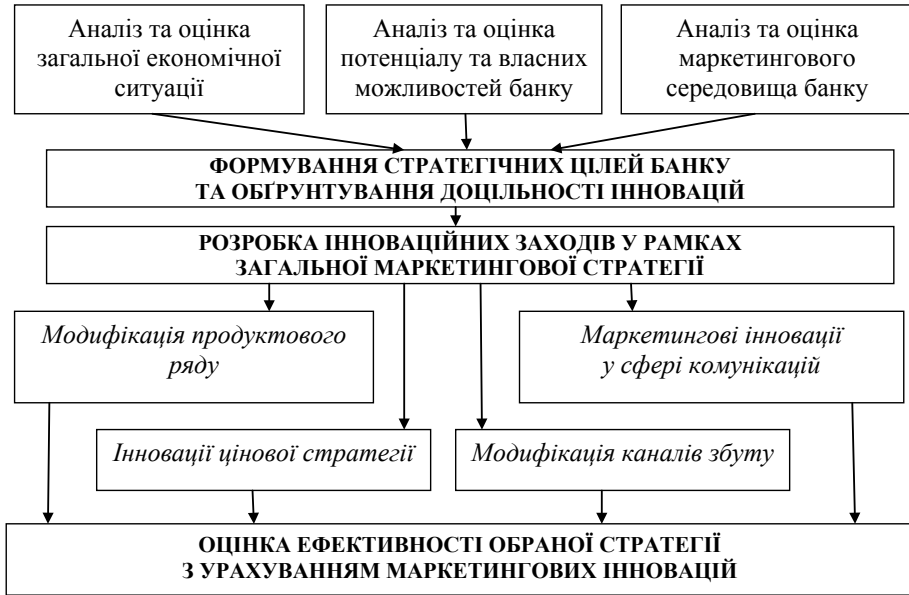 Аналіз та оцінка
загальної економічної
ситуації
Аналіз та оцінка
потенціалу та власних
можливостей банку
Аналіз та оцінка
маркетингового
середовища банку
ФОРМУВАННЯ СТРАТЕГІЧНИХ ЦІЛЕЙ БАНКУ
ТА ОБҐРУНТУВАННЯ ДОЦІЛЬНОСТІ ІННОВАЦІЙ
РОЗРОБКА ІННОВАЦІЙНИХ ЗАХОДІВ У РАМКАХ
ЗАГАЛЬНОЇ МАРКЕТИНГОВОЇ СТРАТЕГІЇ
Модифікація продуктового
ряду
Маркетингові інновації
у сфері комунікацій
Інновації цінової стратегії
Модифікація каналів збуту
ОЦІНКА ЕФЕКТИВНОСТІ ОБРАНОЇ СТРАТЕГІЇ
З УРАХУВАННЯМ МАРКЕТИНГОВИХ ІННОВАЦІЙ